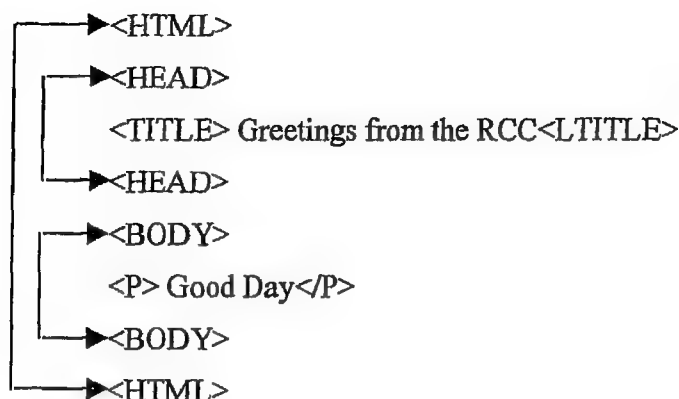 <HTML>
<HEAD>
<TITLE> Greetings from the RCC<LTITLE>
<HEAD>
<BODY>
<P> Good Day</P>
<BODY>
<HTML>